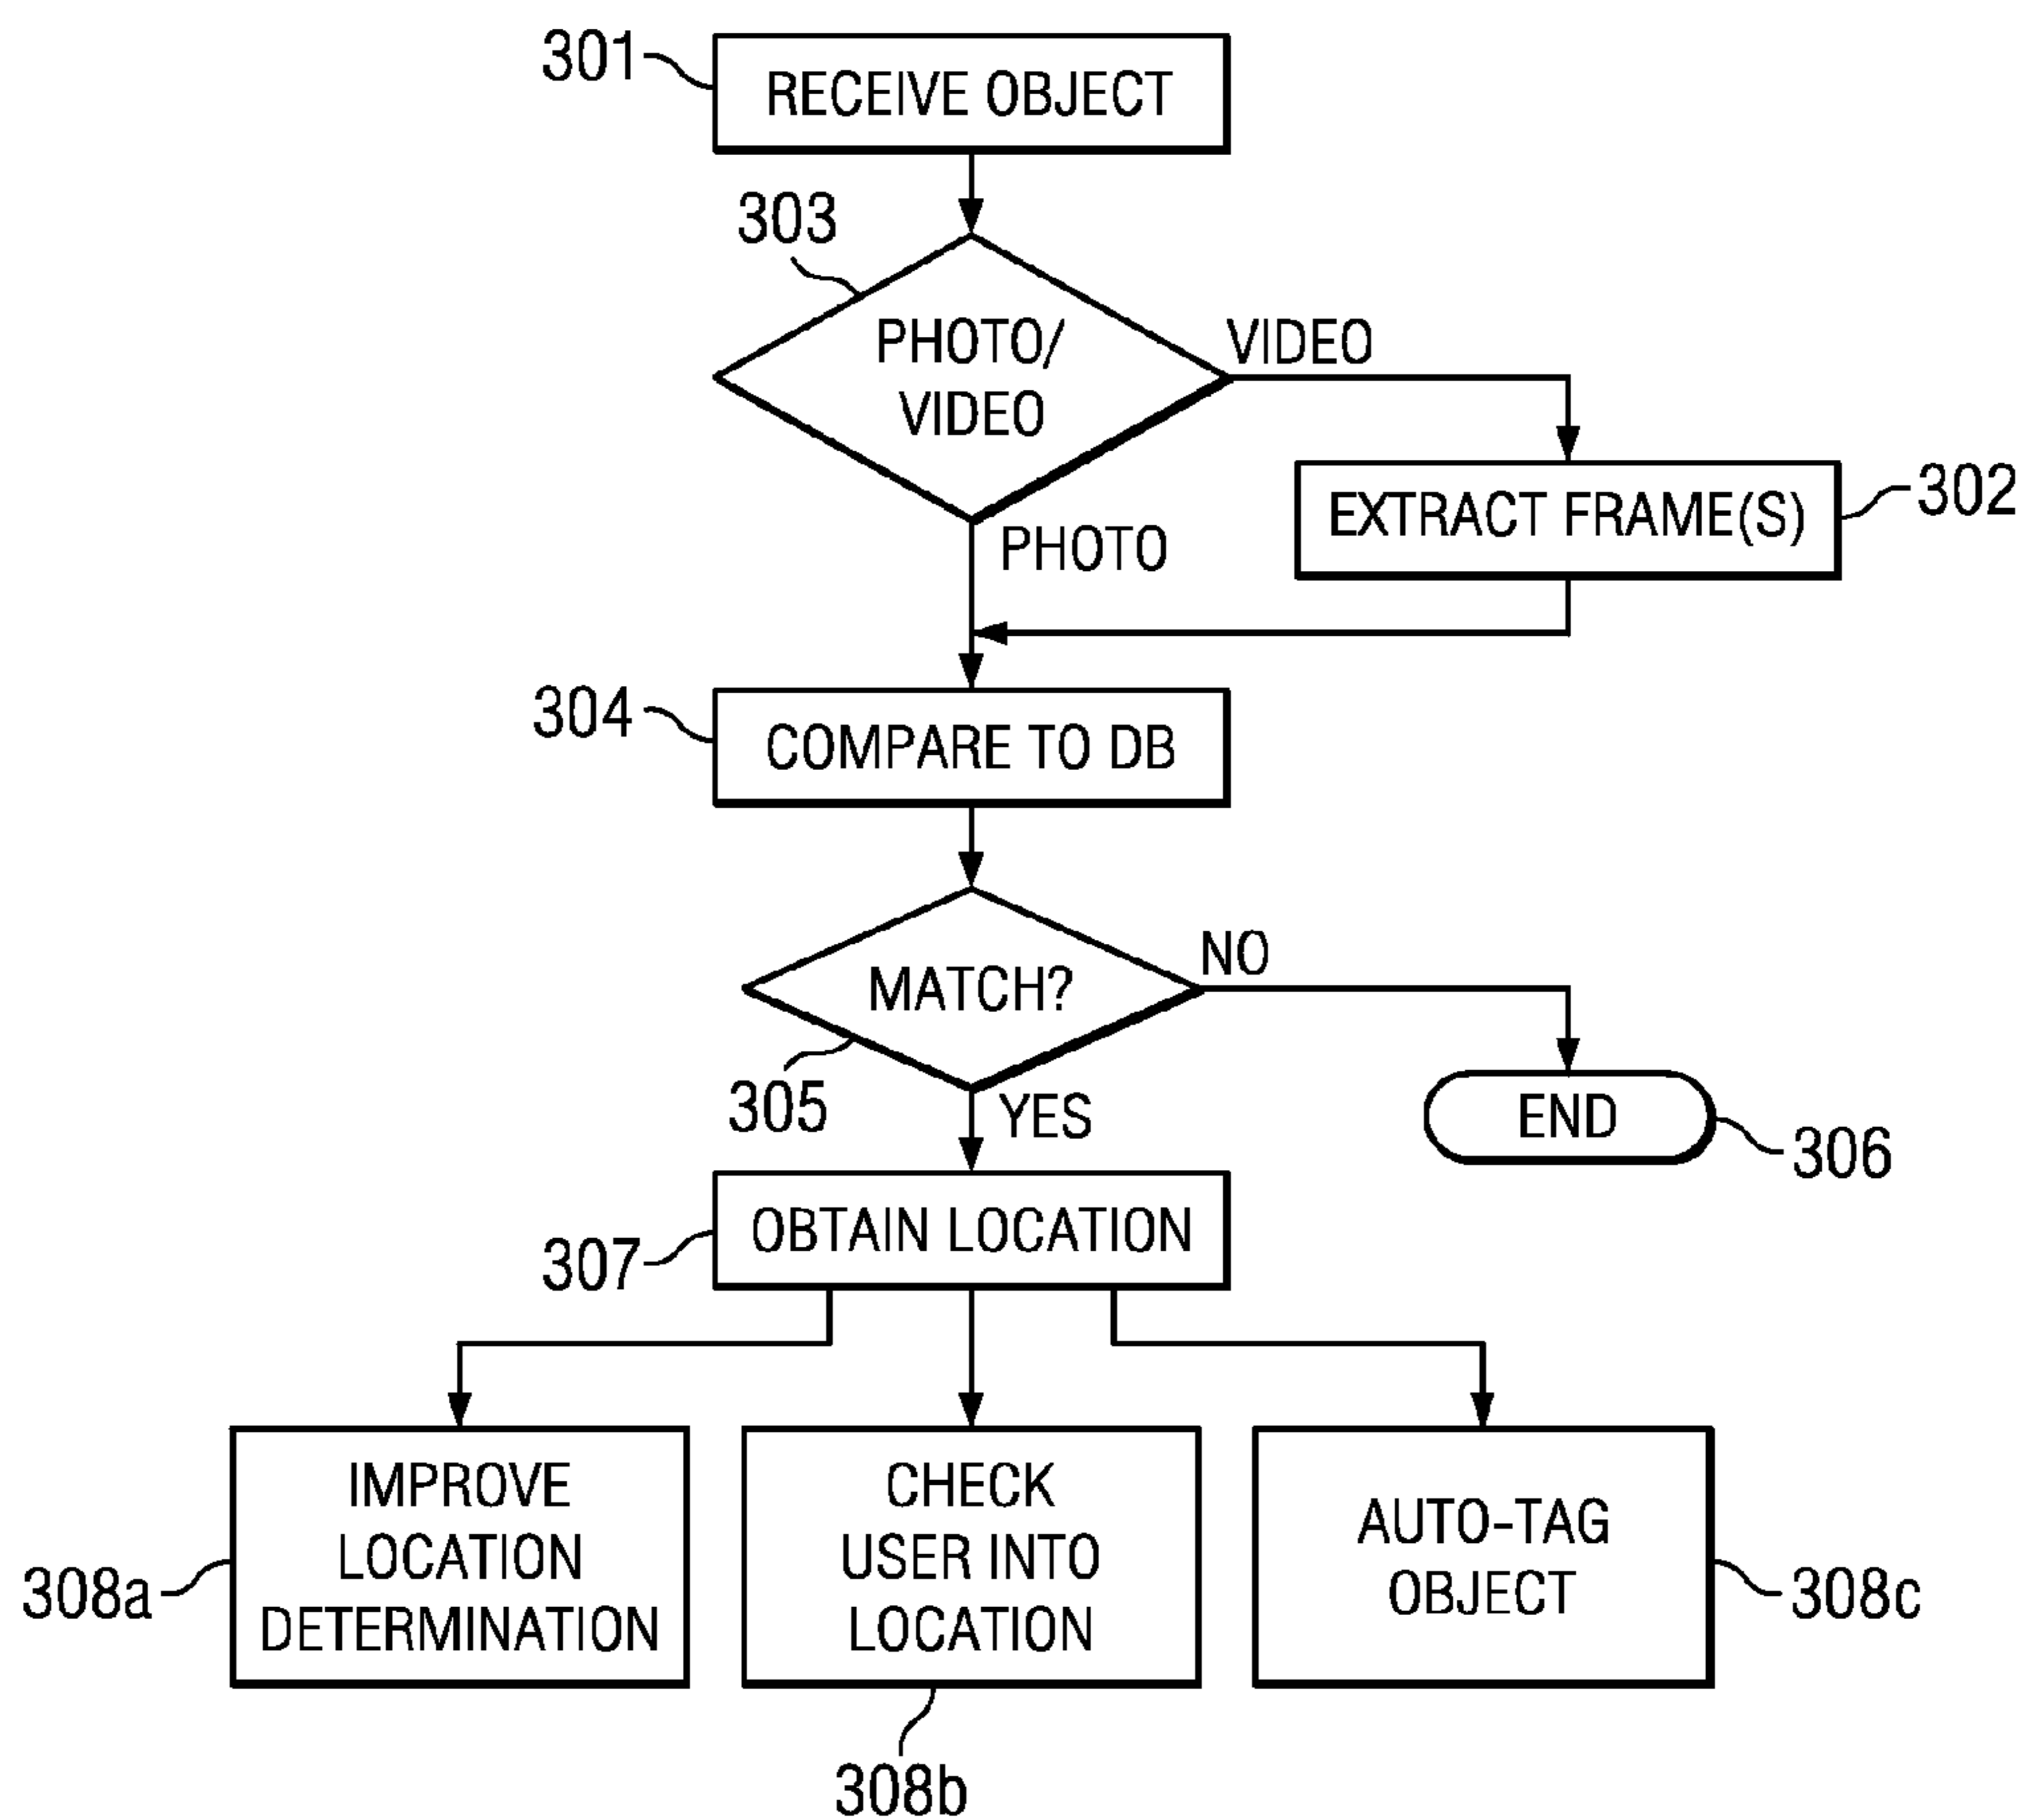 301
RECEIVE OBJECT
303
PHOTO/
VIDEO
VIDEO
PHOTO
EXTRACT FRAME(S)
302
304
COMPARE TO DB
MATCH?
NO
305
YES
END
306
OBTAIN LOCATION
307
IMPROVE
LOCATION
DETERMINATION
308a
CHECK
USER INTO
LOCATION
308b
AUTO-TAG
OBJECT
308c